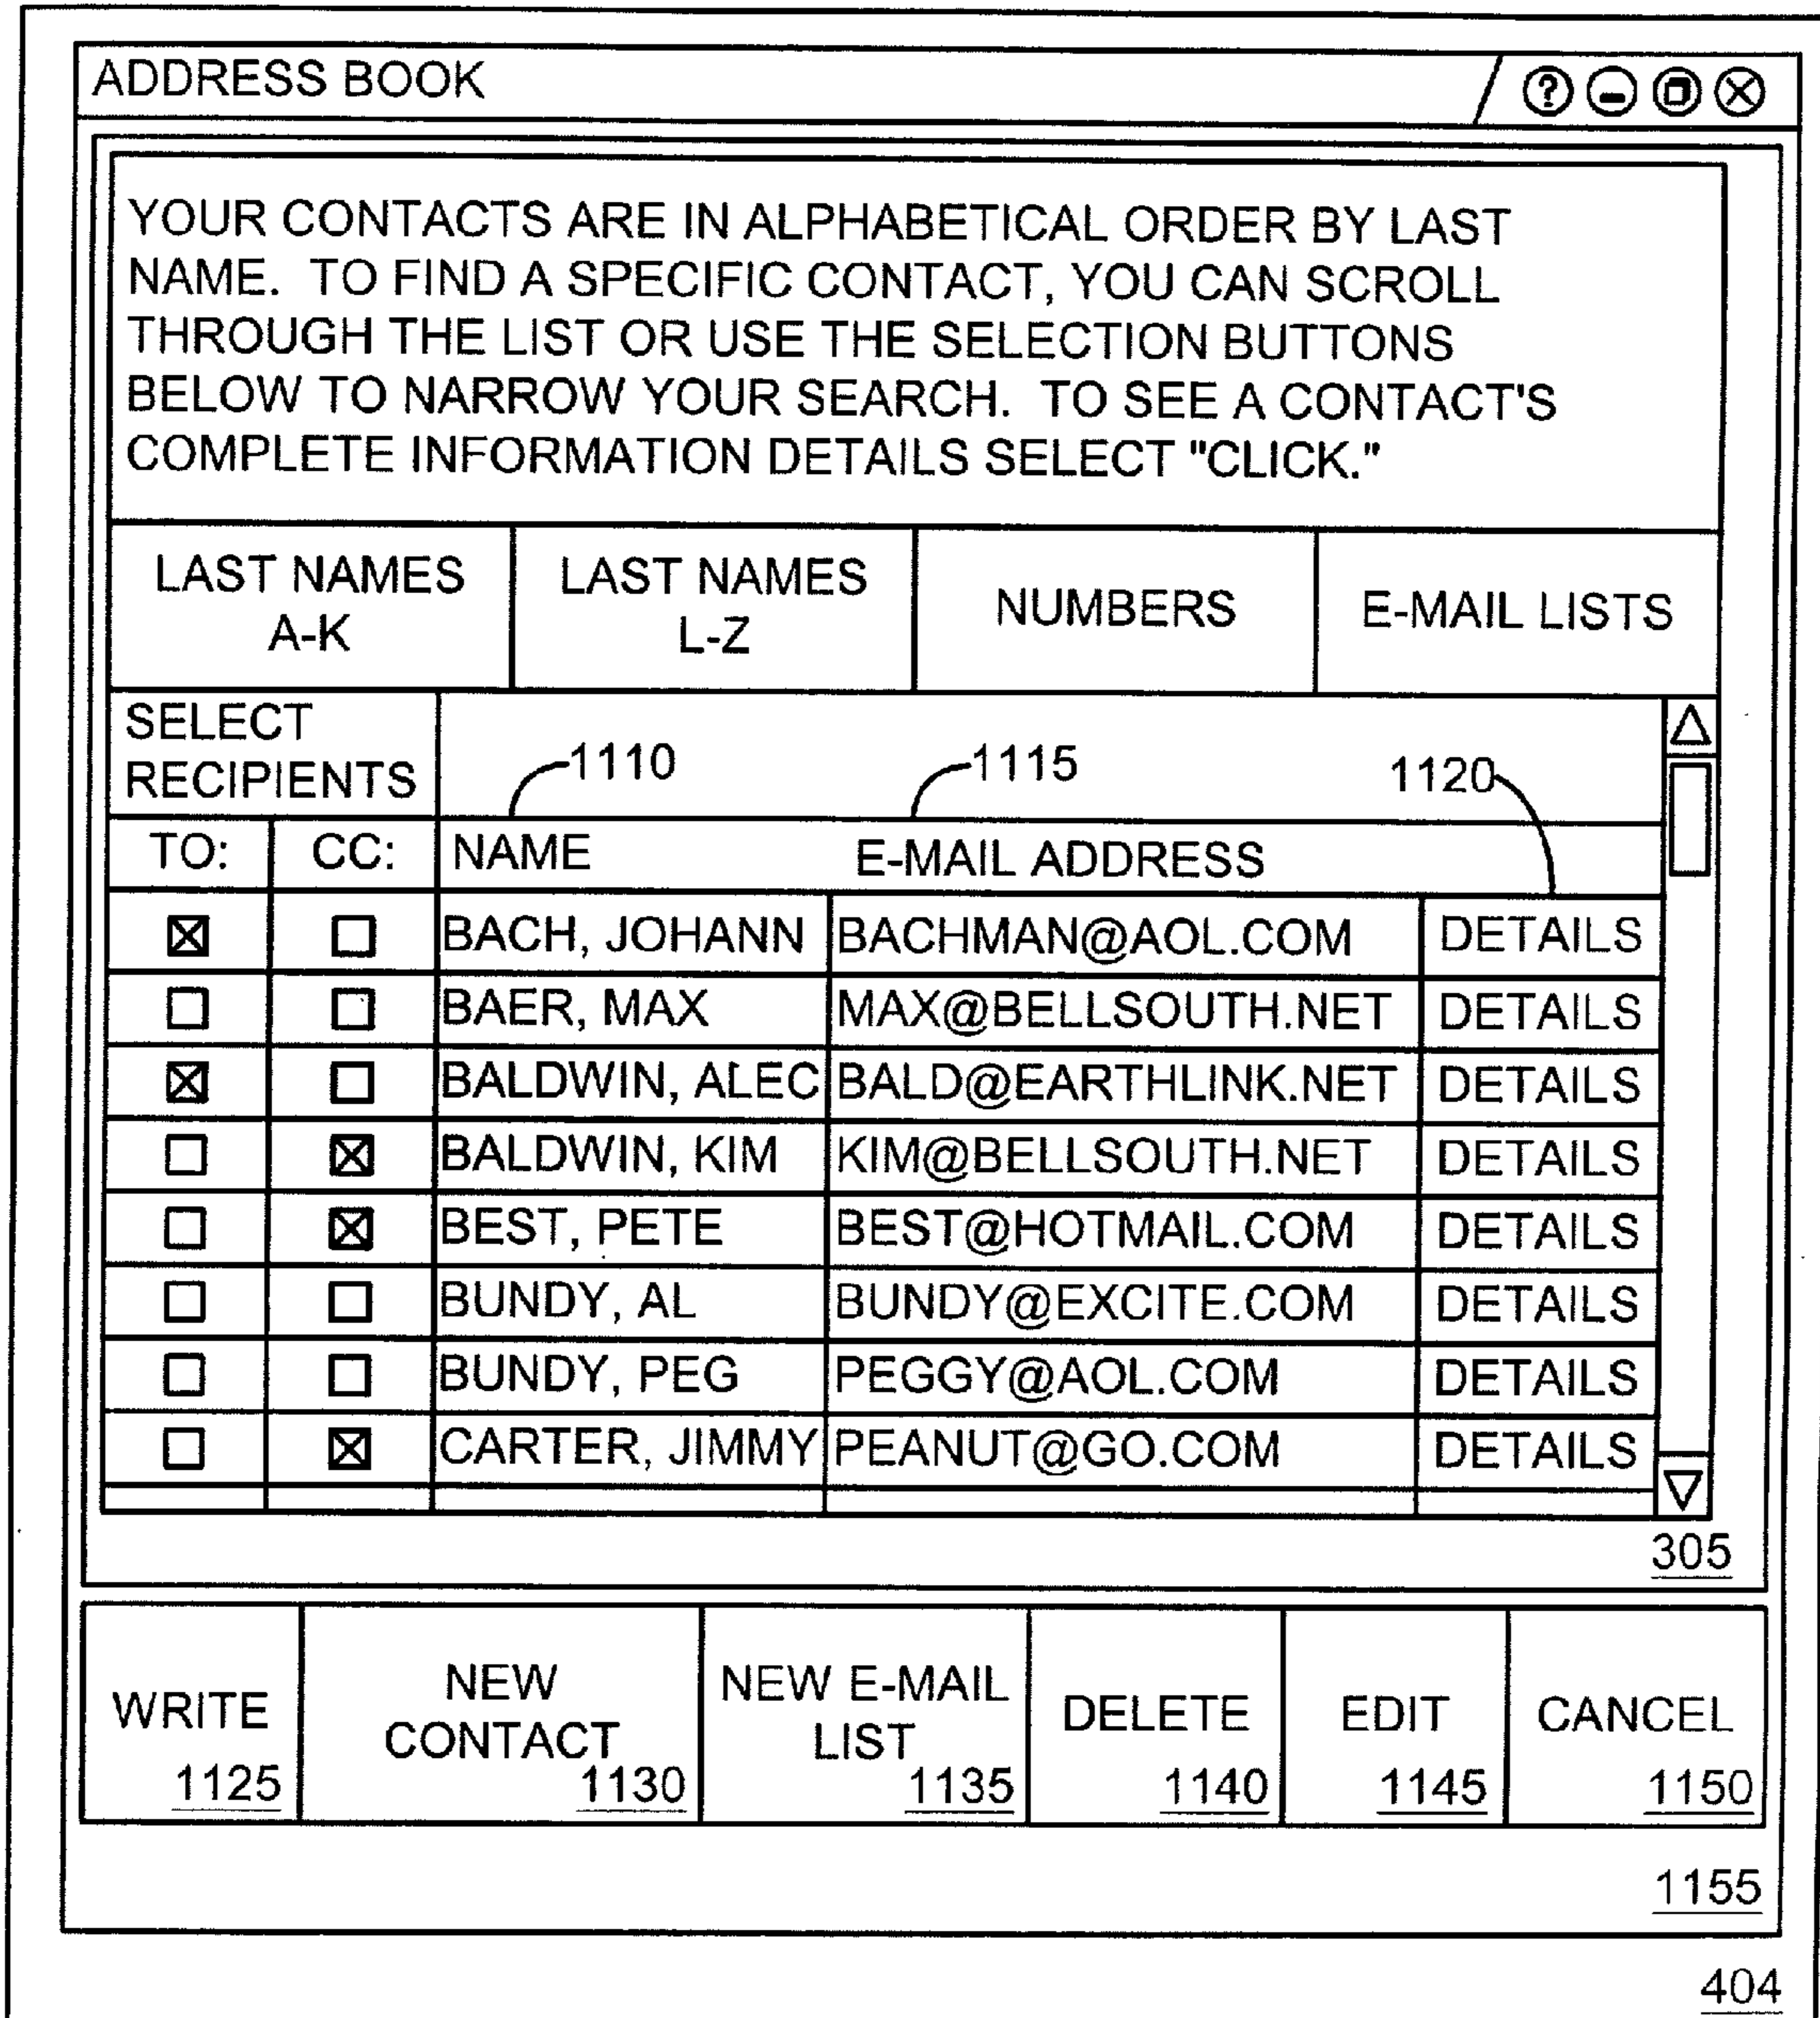 ADDRESS BOOK
YOUR CONTACTS ARE IN ALPHABETICAL ORDER BY LAST
NAME. TO FIND A SPECIFIC CONTACT, YOU CAN SCROLL
THROUGH THE LIST OR USE THE SELECTION BUTTONS
BELOW TO NARROW YOUR SEARCH. TO SEE A CONTACT'S
COMPLETE INFORMATION DETAILS SELECT "CLICK."
LAST NAMES
A-K
LAST NAMES
L-Z
NUMBERS
E-MAIL LISTS
SELECT
RECIPIENTS
1110 1115 1120
TO: CC: NAME E-MAIL ADDRESS
BACH, JOHANN BACHMAN@AOL.COM DETAILS
BAER, MAX MAX@BELLSOUTH.NET DETAILS
BALDWIN, ALEC BALD@EARTHLINK.NET DETAILS
BALDWIN, KIM KIM@BELLSOUTH.NET DETAILS
BEST, PETE BEST@HOTMAIL.COM DETAILS
BUNDY, AL BUNDY@EXCITE.COM DETAILS
BUNDY, PEG PEGGY@AOL.COM DETAILS
CARTER, JIMMY PEANUT@GO.COM DETAILS
305
WRITE
1125
NEW
CONTACT
1130
NEW E-MAIL
LIST
1135
DELETE
1140
EDIT
1145
CANCEL
1150
1155
404